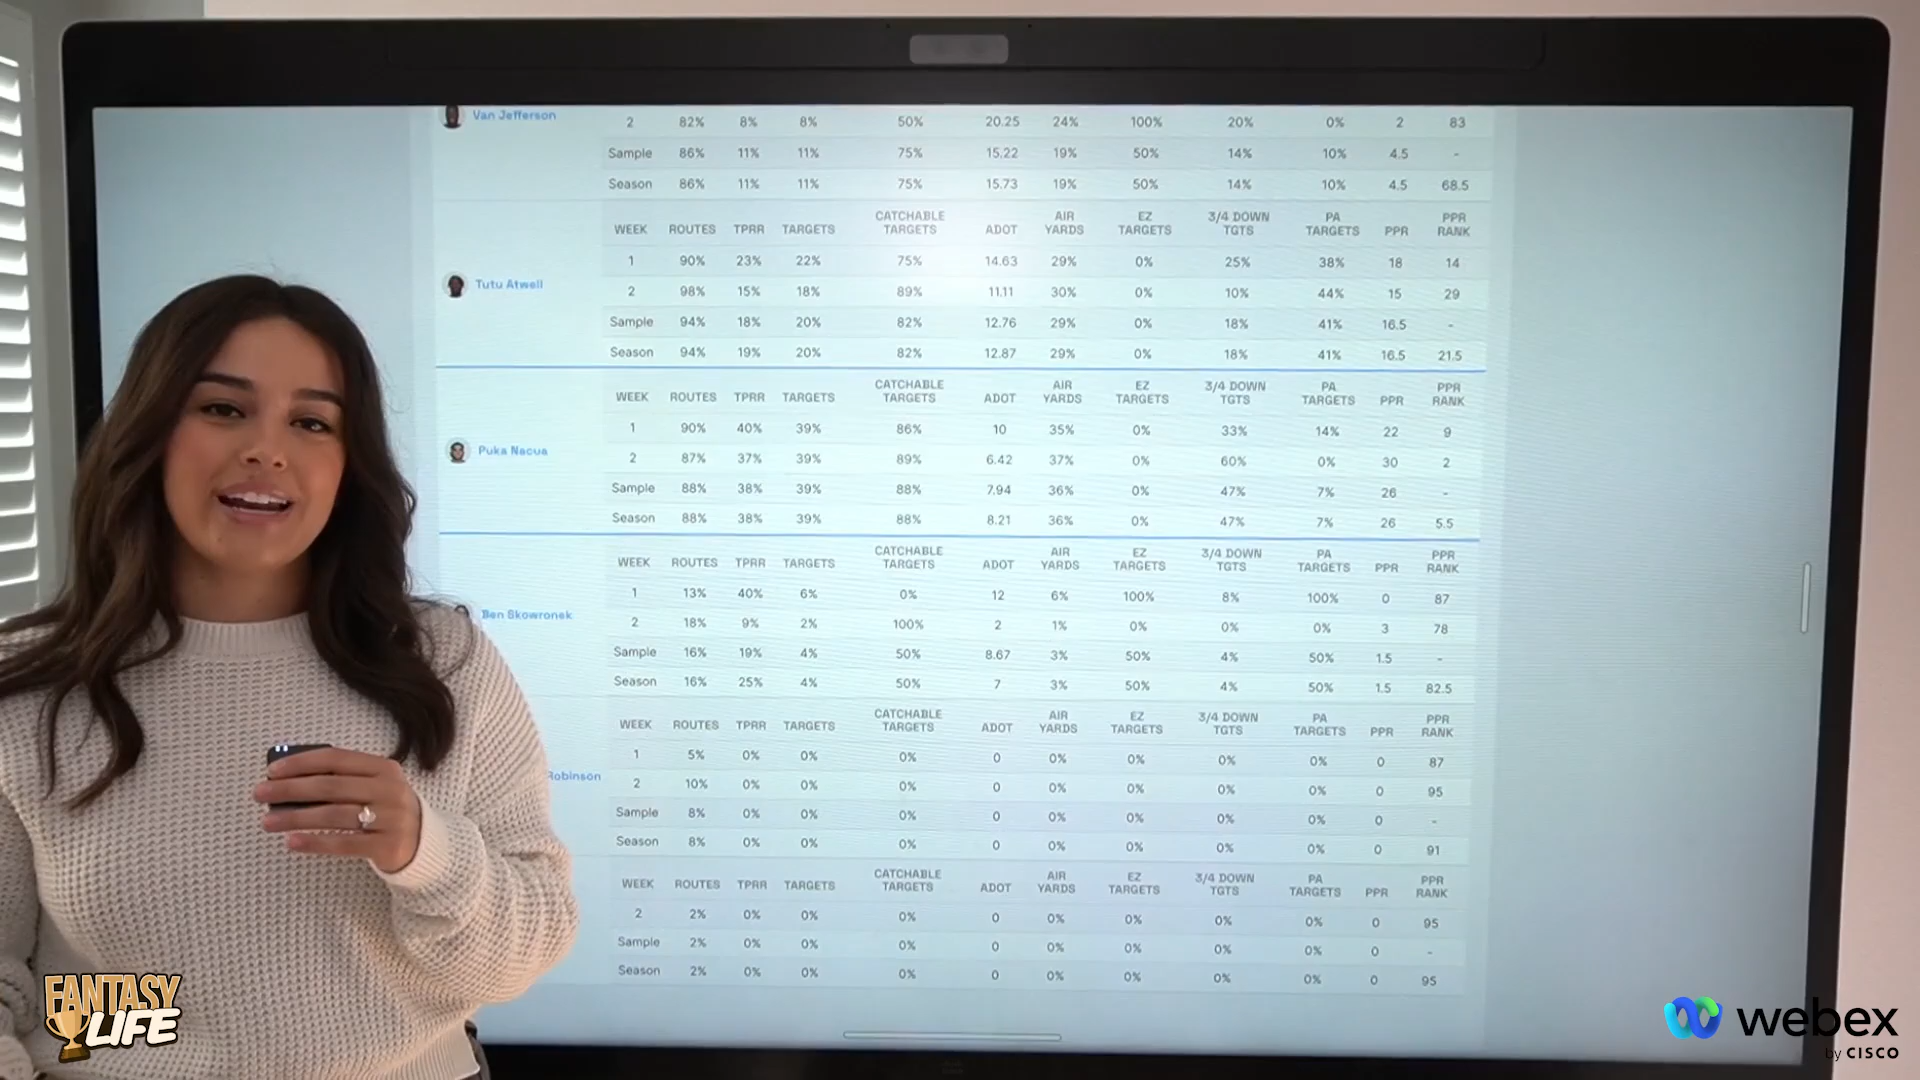 Van Jefferson
2 82% 8% 8% 50% 20.25 24% 100% 20% 0% 2 83
Sample 86% 11% 11% 75% 15.22 19% 50% 14% 10% 4.5 -
Season 86% 11% 11% 75% 15.73 19% 50% 14% 10% 4.5 68.5
WEEK ROUTES TPRR TARGETS CATCHABLE TARGETS ADOT AIR YARDS EZ TARGETS 3/4 DOWN TGTS PA TARGETS PPR PPR RANK
1 90% 23% 22% 75% 14.63 29% 0% 25% 38% 18 14
Tutu Atwell
2 98% 15% 18% 89% 11.11 30% 0% 10% 44% 15 29
Sample 94% 18% 20% 82% 12.76 29% 0% 18% 41% 16.5 -
Season 94% 19% 20% 82% 12.87 29% 0% 18% 41% 16.5 21.5
WEEK ROUTES TPRR TARGETS CATCHABLE TARGETS ADOT AIR YARDS EZ TARGETS 3/4 DOWN TGTS PA TARGETS PPR PPR RANK
1 90% 40% 39% 86% 10 35% 0% 33% 14% 22 9
Puka Nacua
2 87% 37% 39% 89% 6.42 37% 0% 60% 0% 30 2
Sample 88% 38% 39% 88% 7.94 36% 0% 47% 7% 26 -
Season 88% 38% 39% 88% 8.21 36% 0% 47% 7% 26 5.5
WEEK ROUTES TPRR TARGETS CATCHABLE TARGETS ADOT AIR YARDS EZ TARGETS 3/4 DOWN TGTS PA TARGETS PPR PPR RANK
1 13% 40% 6% 0% 12 6% 100% 8% 100% 0 87
Ben Skowronek
2 18% 9% 2% 100% 2 1% 0% 0% 0% 3 78
Sample 16% 19% 4% 50% 8.67 3% 50% 4% 50% 1.5 -
Season 16% 25% 4% 50% 7 3% 50% 4% 50% 1.5 82.5
WEEK ROUTES TPRR TARGETS CATCHABLE TARGETS ADOT AIR YARDS EZ TARGETS 3/4 DOWN TGTS PA TARGETS PPR PPR RANK
1 5% 0% 0% 0% 0 0% 0% 0% 0% 0 87
Robinson
2 10% 0% 0% 0% 0 0% 0% 0% 0% 0 95
Sample 8% 0% 0% 0% 0 0% 0% 0% 0% 0 -
Season 8% 0% 0% 0% 0 0% 0% 0% 0% 0 91
WEEK ROUTES TPRR TARGETS CATCHABLE TARGETS ADOT AIR YARDS EZ TARGETS 3/4 DOWN TGTS PA TARGETS PPR PPR RANK
2 2% 0% 0% 0% 0 0% 0% 0% 0% 0 95
Sample 2% 0% 0% 0% 0 0% 0% 0% 0% 0 -
Season 2% 0% 0% 0% 0 0% 0% 0% 0% 0 95
FANTASY
LIFE
webex
by CISCO